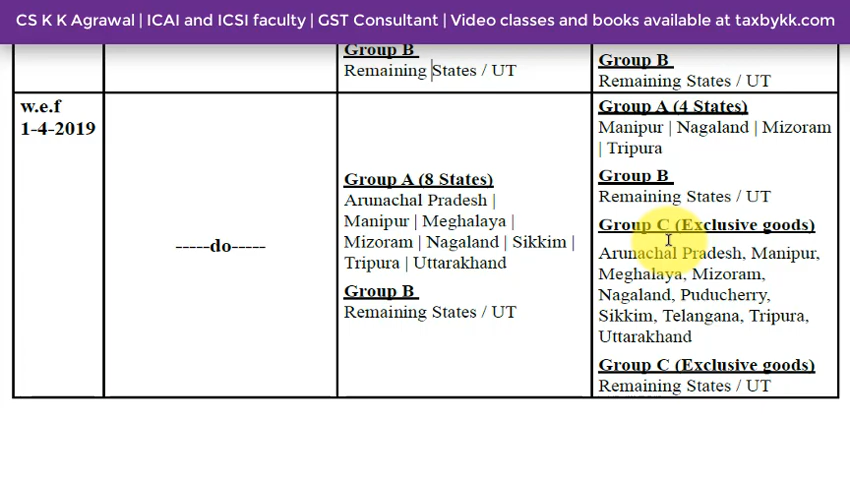 CS K K Agrawal | ICAI and ICSI faculty | GST Consultant | Video classes and books available at taxbykk.com
Group B
Remaining States / UT
Group B
Remaining States / UT
w.e.f
1-4-2019
-----do-----
Group A (8 States)
Arunachal Pradesh |
Manipur | Meghalaya |
Mizoram | Nagaland | Sikkim |
Tripura | Uttarakhand
Group B
Remaining States / UT
Group A (4 States)
Manipur | Nagaland | Mizoram
| Tripura
Group B
Remaining States / UT
Group C (Exclusive goods)
Arunachal Pradesh, Manipur,
Meghalaya, Mizoram,
Nagaland, Puducherry,
Sikkim, Telangana, Tripura,
Uttarakhand
Group C (Exclusive goods)
Remaining States / UT